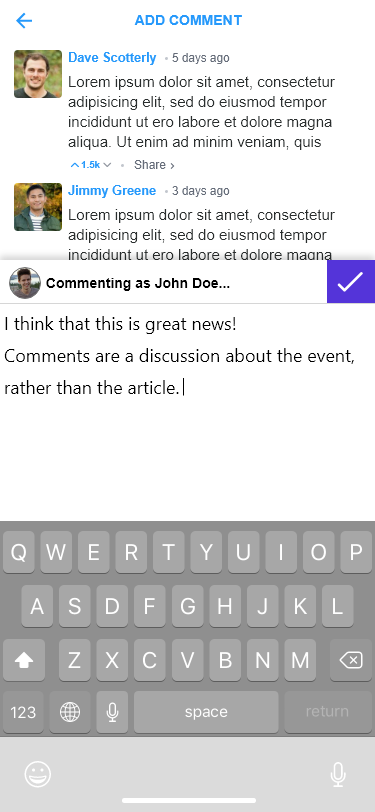 ADD COMMENT
Dave Scotterly • 5 days ago
Lorem ipsum dolor sit amet, consectetur
adipisicing elit, sed do eiusmod tempor
incididunt ut ero labore et dolore magna
aliqua. Ut enim ad minim veniam, quis
1.5k • Share ›
Jimmy Greene • 3 days ago
Lorem ipsum dolor sit amet, consectetur
adipisicing elit, sed do eiusmod tempor
incididunt ut ero labore et dolore magna
Commenting as John Doe...
I think that this is great news!
Comments are a discussion about the event,
rather than the article.
Q W E R T Y U I O P
A S D F G H J K L
Z X C V B N M
123 space return